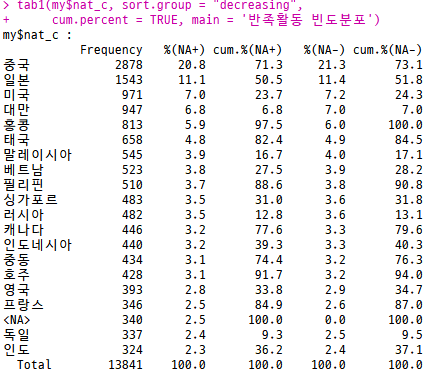 > tab1(my$nat_c, sort.group = "decreasing",
+      cum.percent = TRUE, main = '반족활동 빈도분포')
my$nat_c :
Frequency %(NA+) cum.%(NA+) %(NA-) cum.%(NA-)
중국 2878 20.8 71.3 21.3 73.1
일본 1543 11.1 50.5 11.4 51.8
미국 971 7.0 23.7 7.2 24.3
대만 947 6.8 6.8 7.0 7.0
홍콩 813 5.9 97.5 6.0 100.0
태국 658 4.8 82.4 4.9 84.5
말레이시아 545 3.9 16.7 4.0 17.1
베트남 523 3.8 27.5 3.9 28.2
필리핀 510 3.7 88.6 3.8 90.8
싱가포르 483 3.5 31.0 3.6 31.8
러시아 482 3.5 12.8 3.6 13.1
캐나다 446 3.2 77.6 3.3 79.6
인도네시아 440 3.2 39.3 3.3 40.3
중동 434 3.1 74.4 3.2 76.3
호주 428 3.1 91.7 3.2 94.0
영국 393 2.8 33.8 2.9 34.7
프랑스 346 2.5 84.9 2.6 87.0
<NA> 340 2.5 100.0 0.0 100.0
독일 337 2.4 9.3 2.5 9.5
인도 324 2.3 36.2 2.4 37.1
Total 13841 100.0 100.0 100.0 100.0